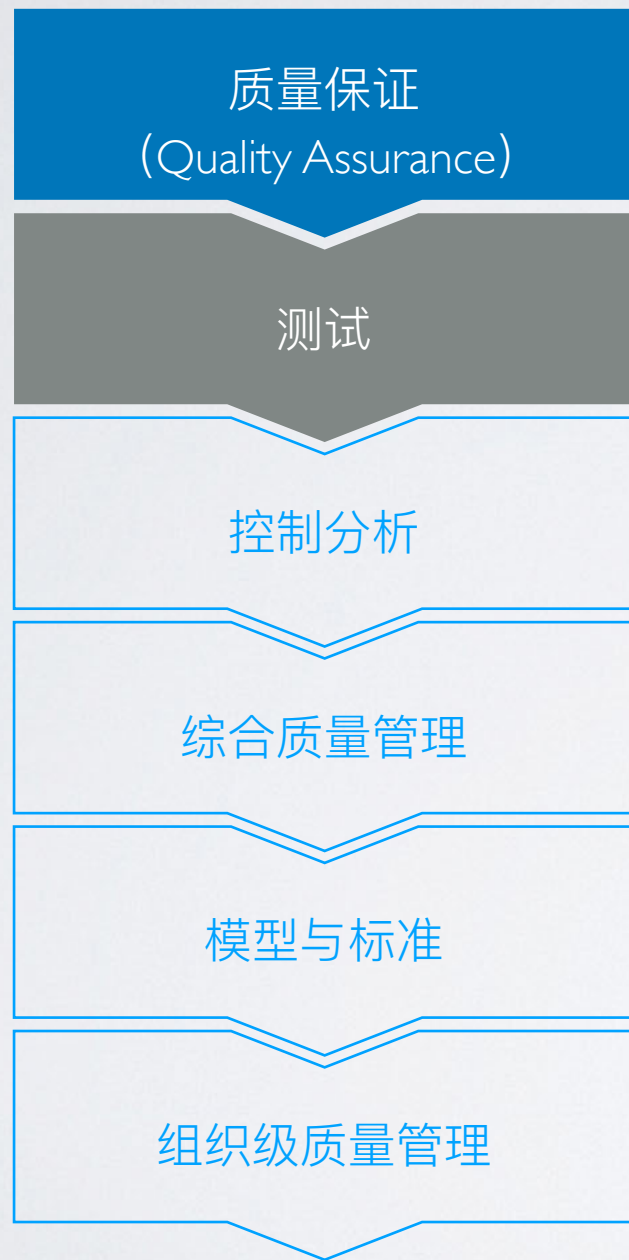 质量保证
（Quality Assurance）
测试
控制分析
综合质量管理
模型与标准
组织级质量管理